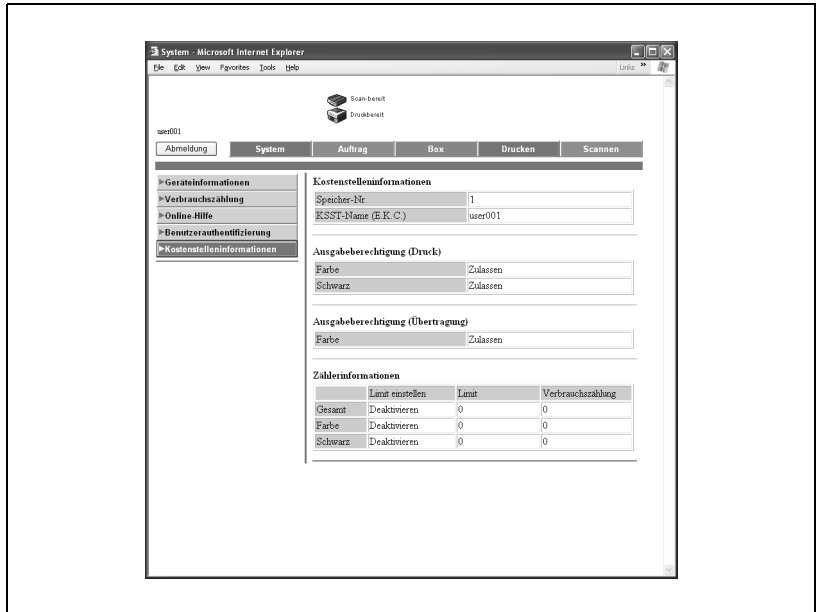 System - Microsoft Internet Explorer
File Edit View Favorites Tools Help Links »
Scan-bereit
Druckbereit
user001
Abmeldung System Auftrag Box Drucken Scannen
Geräteinformationen
Verbrauchszählung
Online-Hilfe
Benutzerauthentifizierung
Kostenstelleninformationen
Kostenstelleninformationen
Speicher-Nr. 1
KSST-Name (E.K.C.) user001
Ausgabeberechtigung (Druck)
Farbe Zulassen
Schwarz Zulassen
Ausgabeberechtigung (Übertragung)
Farbe Zulassen
Zählerinformationen
Limit einstellen Limit Verbrauchszählung
Gesamt Deaktivieren 0 0
Farbe Deaktivieren 0 0
Schwarz Deaktivieren 0 0